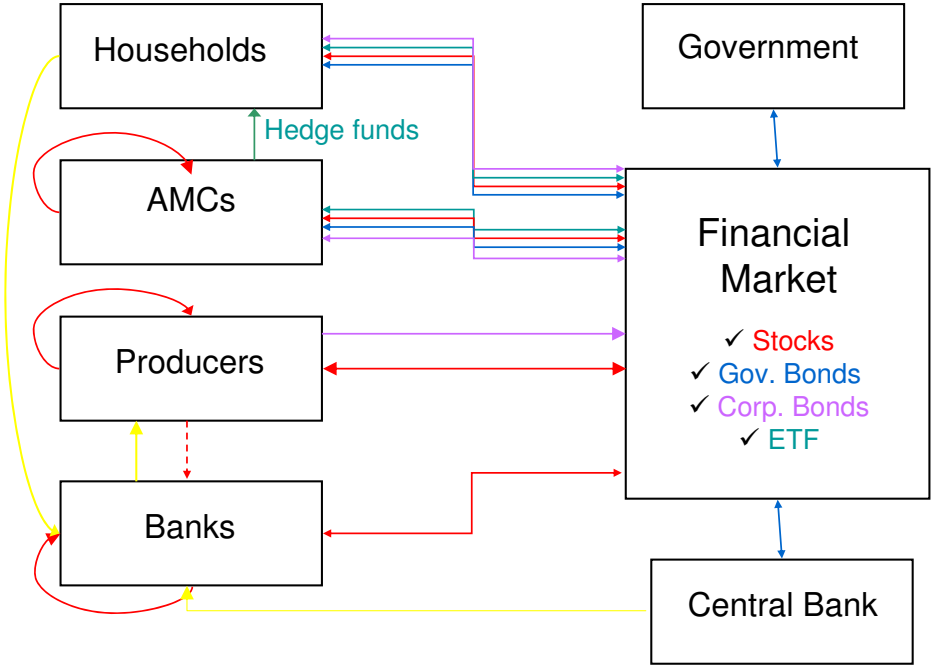 Households
Government
Hedge funds
AMCs
Financial
Market
Producers
✓ Stocks
✓ Gov. Bonds
✓ Corp. Bonds
✓ ETF
Banks
Central Bank